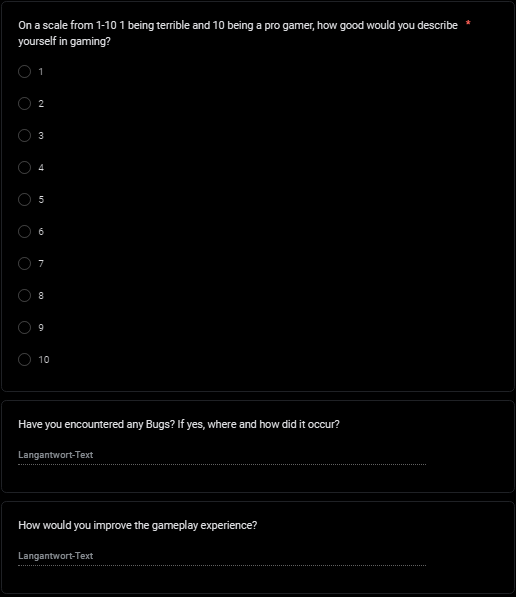 On a scale from 1-10 1 being terrible and 10 being a pro gamer, how good would you describe *
yourself in gaming?
1
2
3
4
5
6
7
8
9
10
Have you encountered any Bugs? If yes, where and how did it occur?
Langantwort-Text
How would you improve the gameplay experience?
Langantwort-Text